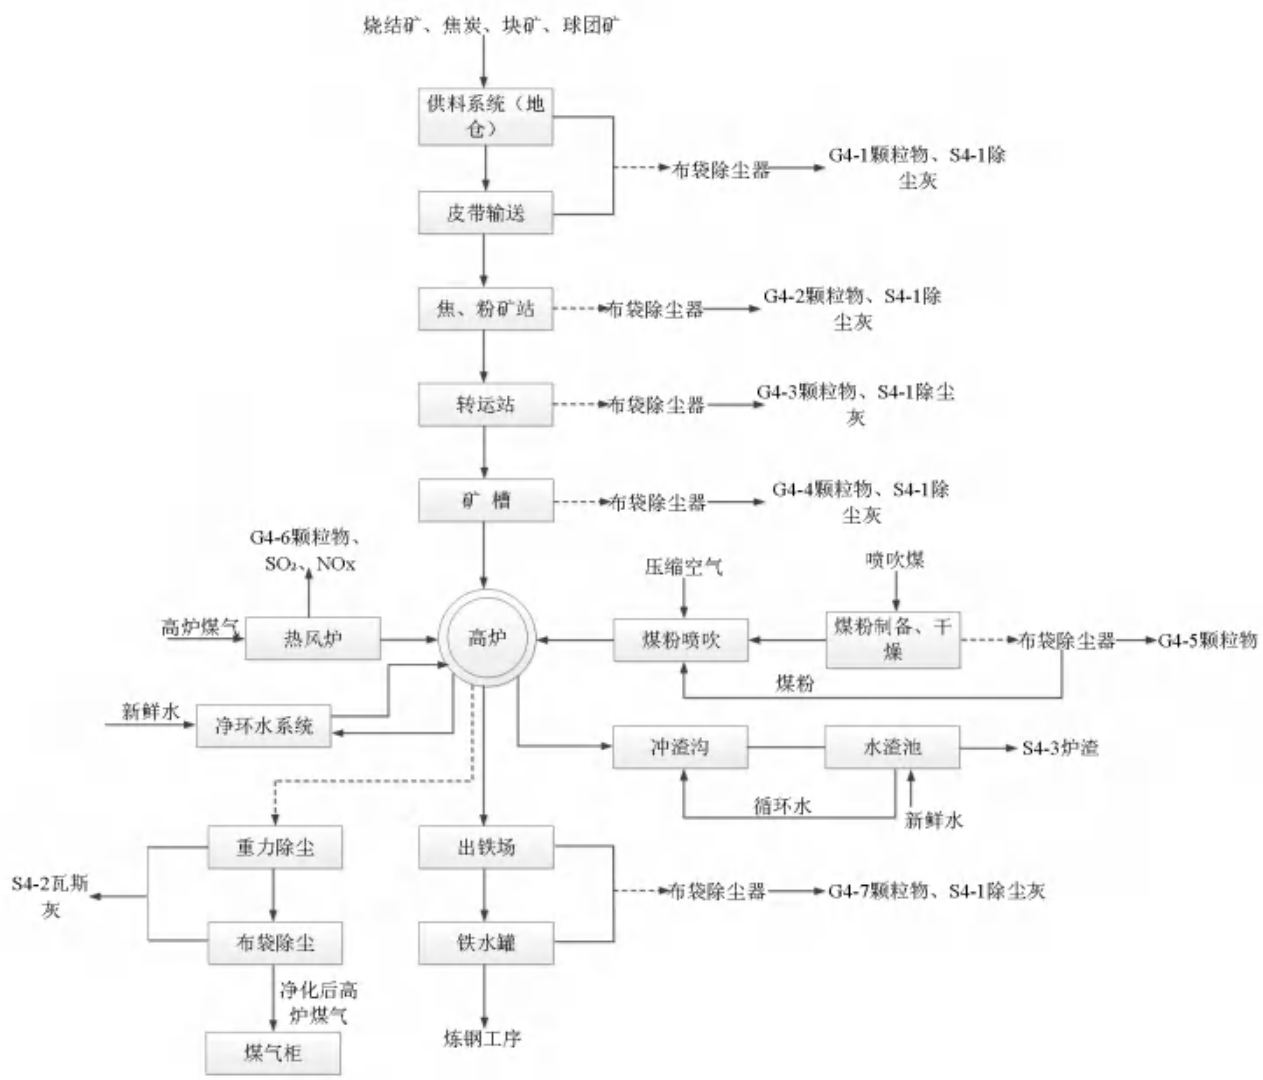 烧结矿、焦炭、块矿、球团矿
供料系统（地
仓）
布袋除尘器
G4-1颗粒物、S4-1除
尘灰
皮带输送
焦、粉矿站
布袋除尘器
G4-2颗粒物、S4-1除
尘灰
转运站
布袋除尘器
G4-3颗粒物、S4-1除尘
灰
矿 槽
布袋除尘器
G4-4颗粒物、S4-1除
尘灰
G4-6颗粒物、
SO₂、NOx
压缩空气
喷吹煤
高炉煤气
热风炉
高炉
煤粉喷吹
煤粉制备、干
燥
布袋除尘器
G4-5颗粒物
煤粉
新鲜水
净环水系统
冲渣沟
水渣池
S4-3炉渣
循环水
新鲜水
重力除尘
出铁场
S4-2瓦斯
灰
布袋除尘器
G4-7颗粒物、S4-1除尘灰
布袋除尘
铁水罐
净化后高
炉煤气
煤气柜
炼钢工序